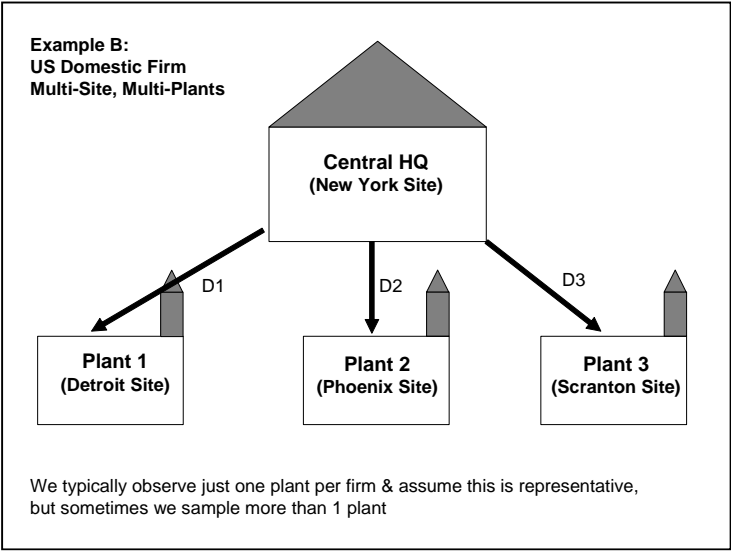 Example B:
US Domestic Firm
Multi-Site, Multi-Plants
Central HQ
(New York Site)
D1
D2
D3
Plant 1
(Detroit Site)
Plant 2
(Phoenix Site)
Plant 3
(Scranton Site)
We typically observe just one plant per firm & assume this is representative,
but sometimes we sample more than 1 plant